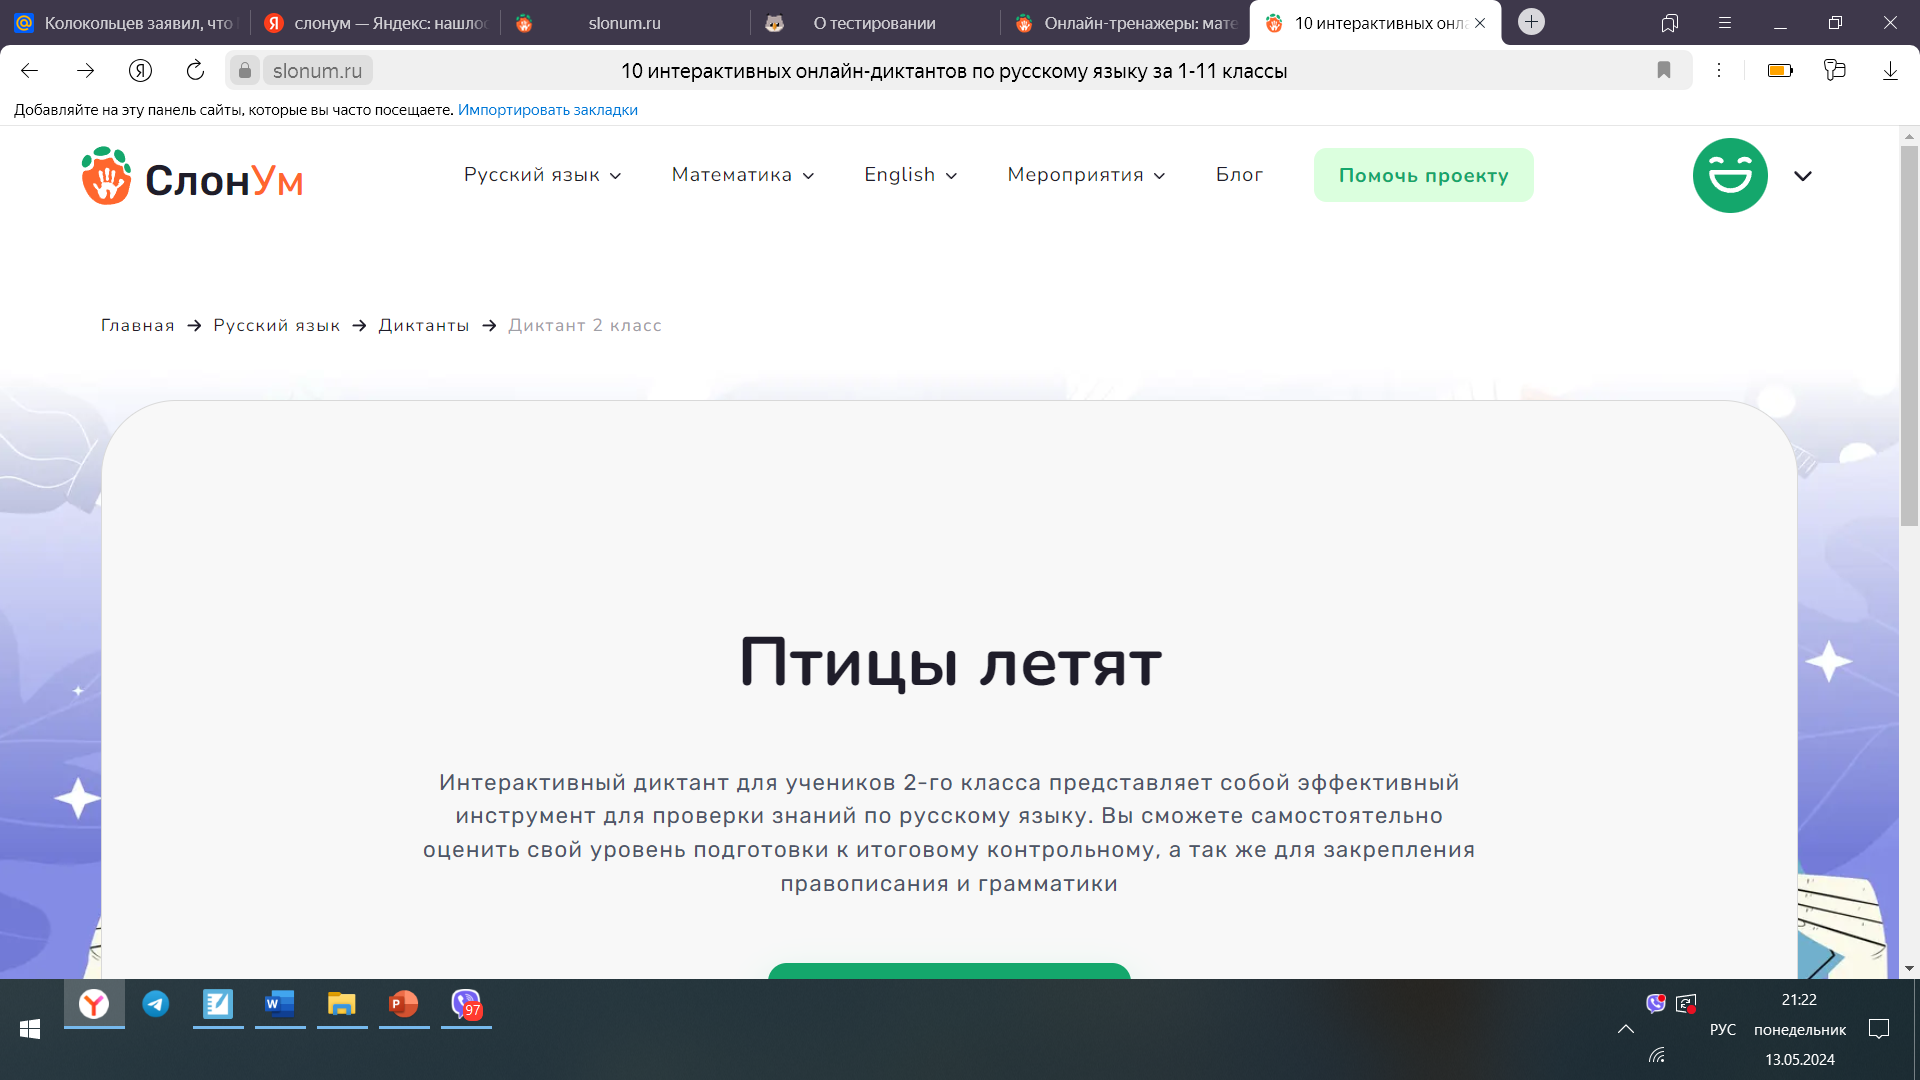 Колокольцев заявил, что
слонум — Яндекс: нашлос
slonum.ru
О тестировании
Онлайн-тренажеры: мате
10 интерактивных онла
slonum.ru
10 интерактивных онлайн-диктантов по русскому языку за 1-11 классы
Добавляйте на эту панель сайты, которые вы часто посещаете. Импортировать закладки
СлонУм
Русский язык
Математика
English
Мероприятия
Блог
Помочь проекту
Главная → Русский язык → Диктанты → Диктант 2 класс
Птицы летят
Интерактивный диктант для учеников 2-го класса представляет собой эффективный
инструмент для проверки знаний по русскому языку. Вы сможете самостоятельно
оценить свой уровень подготовки к итоговому контрольному, а так же для закрепления
правописания и грамматики
97
21:22
РУС понедельник
13.05.2024